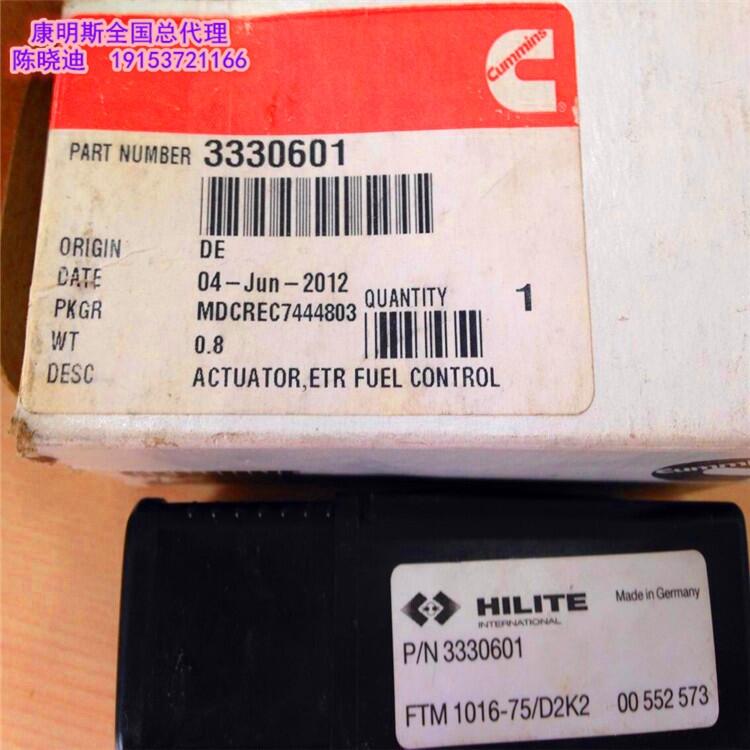 康明斯全国总代理
陈晓迪 19153721166
Cummins
PART NUMBER 3330601
ORIGIN DE
DATE 04-Jun-2012
PKGR MDCREC7444803 QUANTITY 1
WT 0.8
DESC ACTUATOR,ETR FUEL CONTROL
Cummins
HILITE Made in Germany
INTERNATIONAL
P/N 3330601
FTM 1016-75/D2K2 00 552 573